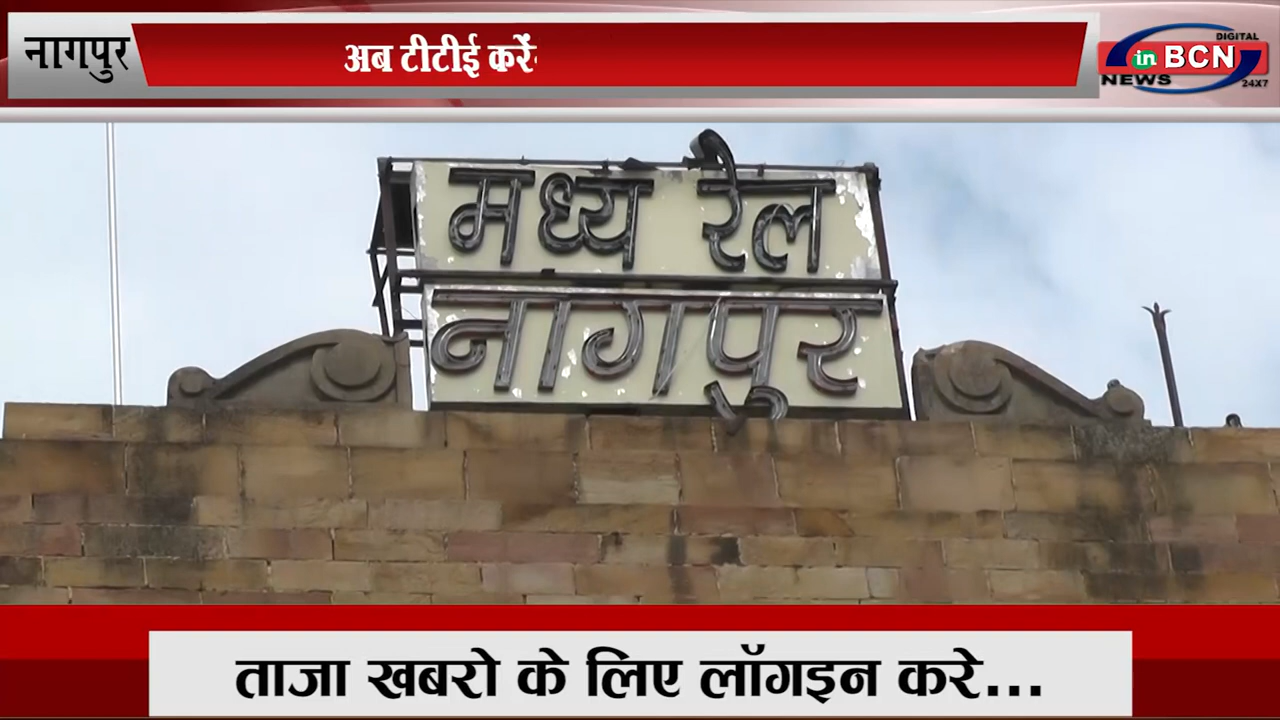 नागपुर
अब टीटीई करें
DIGITAL
in BCN
NEWS
24X7
मध्य रेल
नागपुर
ताजा खबरो के लिए लॉगइन करे...